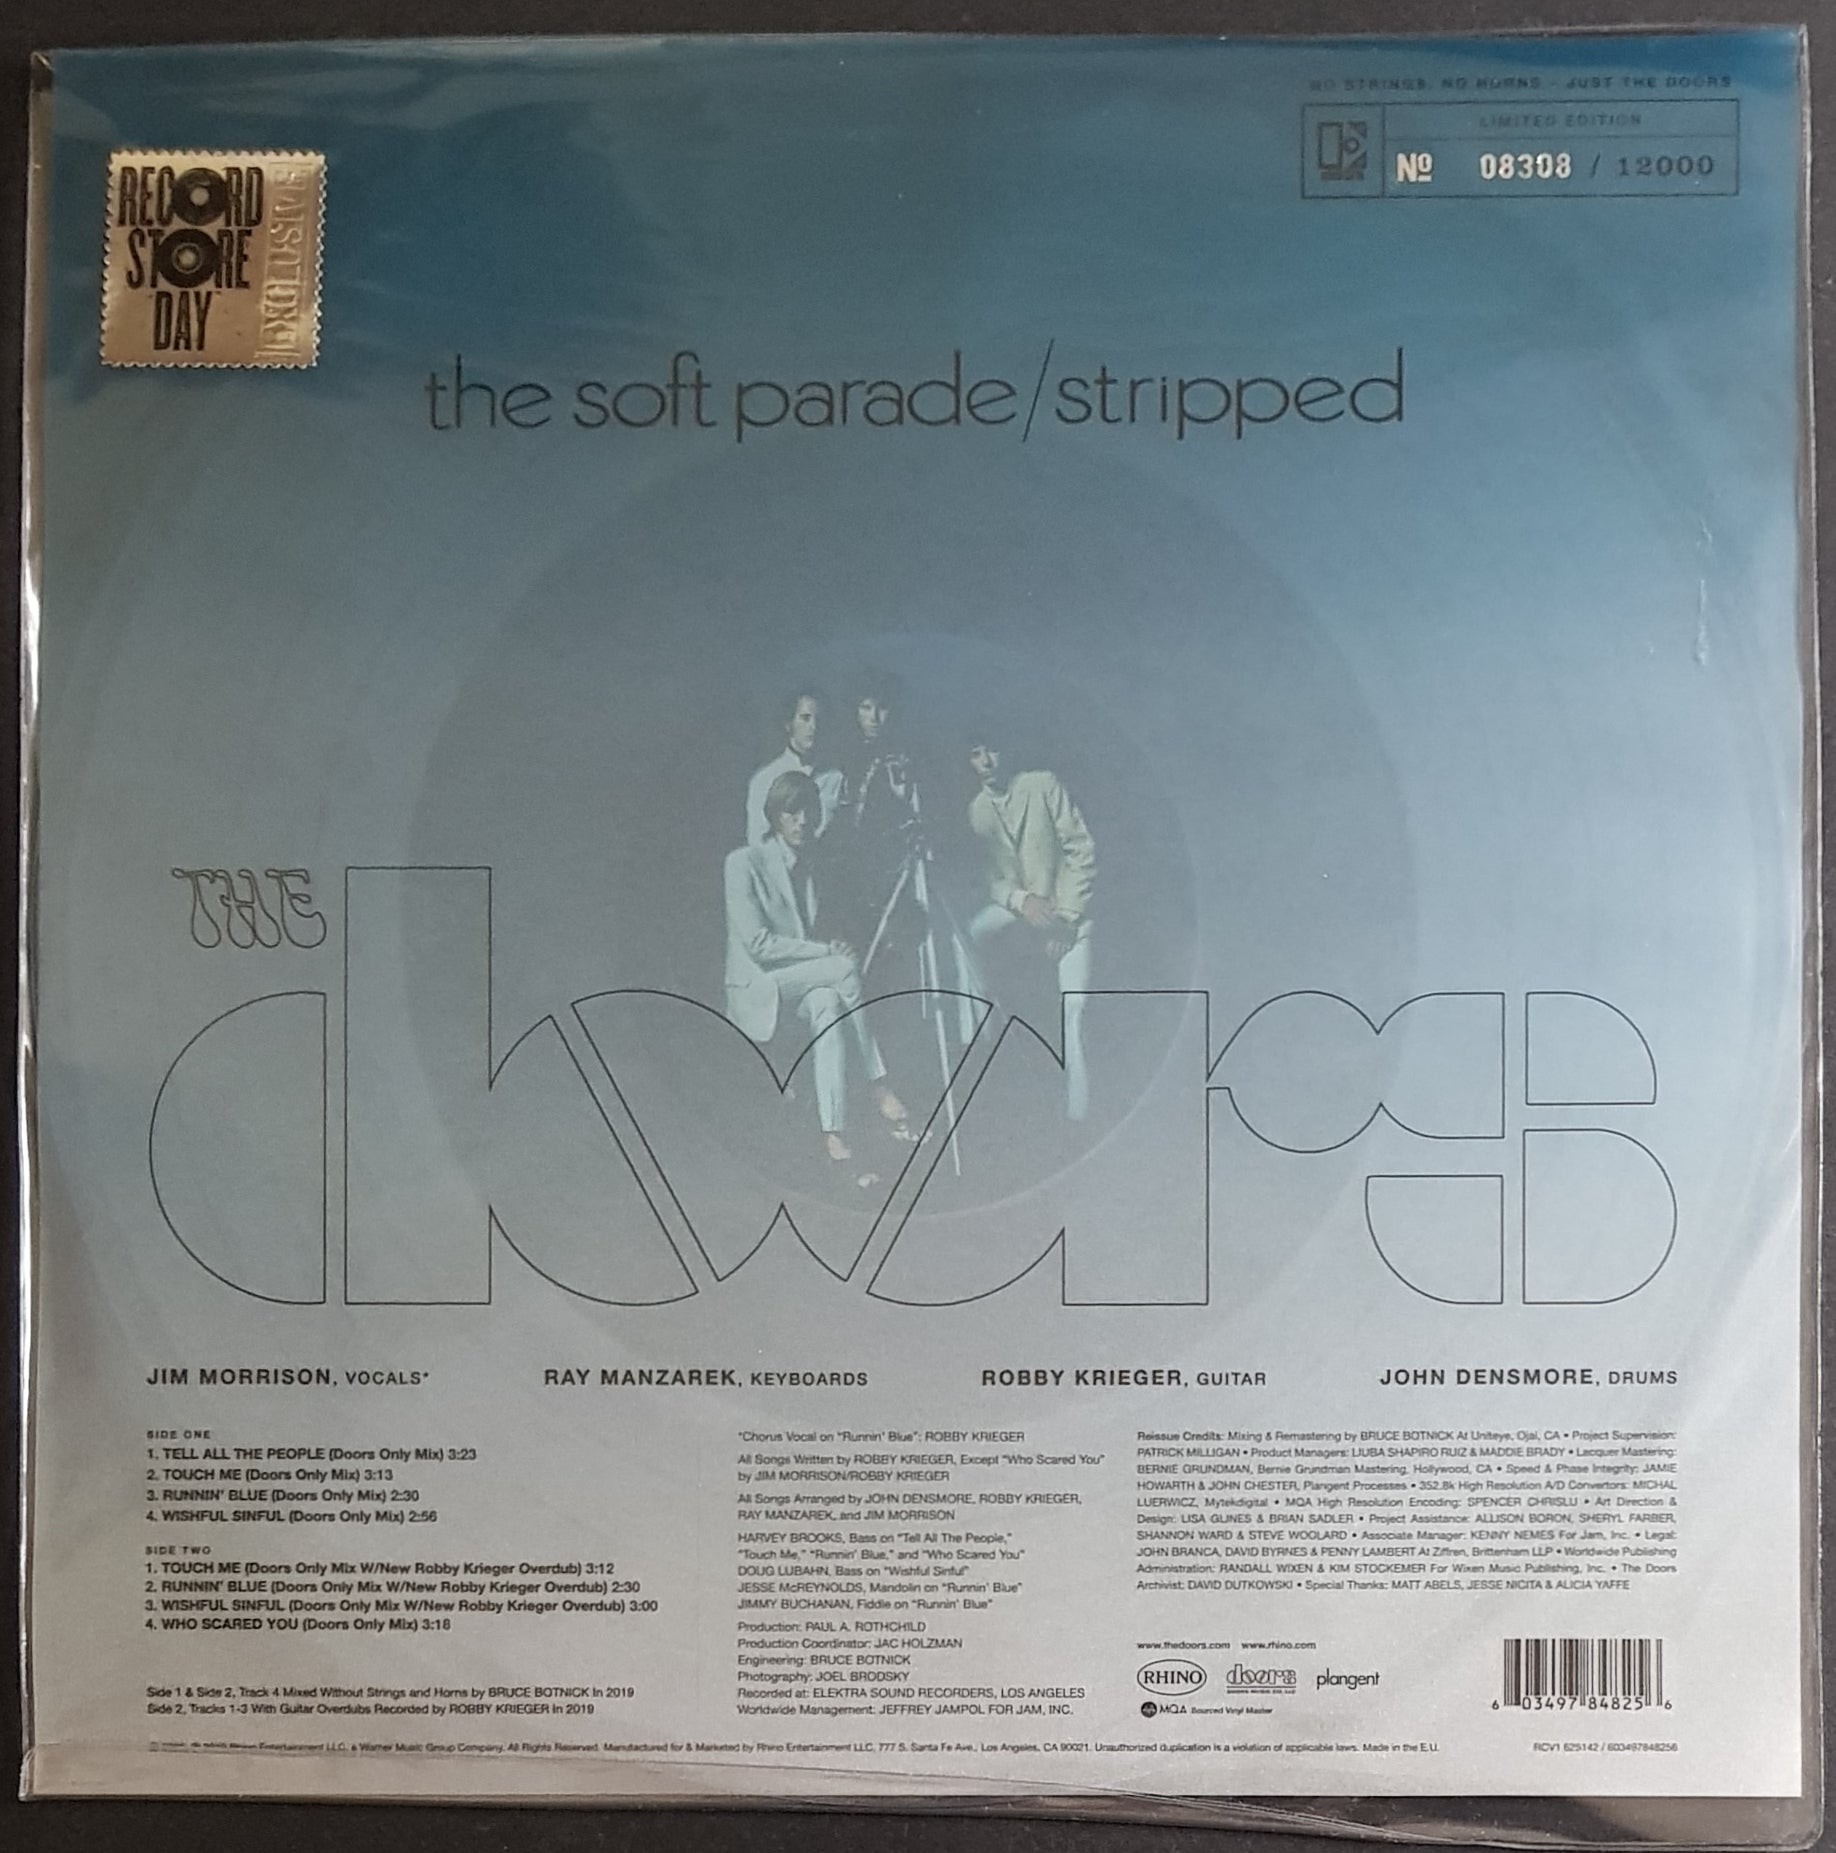 NO STRINGS, NO HORNS - JUST THE DOORS
LIMITED EDITION
Nº 08308 / 12000
RECORD
STORE
DAY
EXCLUSIVE
the soft parade/stripped
THE
doors
JIM MORRISON, VOCALS*
RAY MANZAREK, KEYBOARDS
ROBBY KRIEGER, GUITAR
JOHN DENSMORE, DRUMS
SIDE ONE
1. TELL ALL THE PEOPLE (Doors Only Mix) 3:23
2. TOUCH ME (Doors Only Mix) 3:13
3. RUNNIN' BLUE (Doors Only Mix) 2:30
4. WISHFUL SINFUL (Doors Only Mix) 2:56
SIDE TWO
1. TOUCH ME (Doors Only Mix W/New Robby Krieger Overdub) 3:12
2. RUNNIN' BLUE (Doors Only Mix W/New Robby Krieger Overdub) 2:30
3. WISHFUL SINFUL (Doors Only Mix W/New Robby Krieger Overdub) 3:00
4. WHO SCARED YOU (Doors Only Mix) 3:18
Side 1 & Side 2, Track 4 Mixed Without Strings and Horns by BRUCE BOTNICK In 2019
Side 2, Tracks 1-3 With Guitar Overdubs Recorded by ROBBY KRIEGER In 2019
*Chorus Vocal on "Runnin' Blue": ROBBY KRIEGER
All Songs Written by ROBBY KRIEGER, Except "Who Scared You"
by JIM MORRISON/ROBBY KRIEGER
All Songs Arranged by JOHN DENSMORE, ROBBY KRIEGER,
RAY MANZAREK, and JIM MORRISON
HARVEY BROOKS, Bass on "Tell All The People,"
"Touch Me," "Runnin' Blue," and "Who Scared You"
DOUG LUBAHN, Bass on "Wishful Sinful"
JESSE McREYNOLDS, Mandolin on "Runnin' Blue"
JIMMY BUCHANAN, Fiddle on "Runnin' Blue"
Production: PAUL A. ROTHCHILD
Production Coordinator: JAC HOLZMAN
Engineering: BRUCE BOTNICK
Photography: JOEL BRODSKY
Recorded at: ELEKTRA SOUND RECORDERS, LOS ANGELES
Worldwide Management: JEFFREY JAMPOL FOR JAM, INC.
Reissue Credits: Mixing & Remastering by BRUCE BOTNICK At Uniteye, Ojai, CA • Project Supervision:
PATRICK MILLIGAN • Product Managers: LIUBA SHAPIRO RUIZ & MADDIE BRADY • Lacquer Mastering:
BERNIE GRUNDMAN, Bernie Grundman Mastering, Hollywood, CA • Speed & Phase Integrity: JAMIE
HOWARTH & JOHN CHESTER, Plangent Processes • 352.8k High Resolution A/D Convertors: MICHAL
LUERWICZ, Mytekdigital • MQA High Resolution Encoding: SPENCER CHRISLU • Art Direction &
Design: LISA GLINES & BRIAN SADLER • Project Assistance: ALLISON BORON, SHERYL FARBER,
SHANNON WARD & STEVE WOOLARD • Associate Manager: KENNY NEMES For Jam, Inc. • Legal:
JOHN BRANCA, DAVID BYRNES & PENNY LAMBERT At Ziffren, Brittenham LLP • Worldwide Publishing
Administration: RANDALL WIXEN & KIM STOCKEMER For Wixen Music Publishing, Inc. • The Doors
Archivist: DAVID DUTKOWSKI • Special Thanks: MATT ABELS, JESSE NICITA & ALICIA YAFFE
www.thedoors.com www.rhino.com
RHINO doors plangent
MQA Sourced Vinyl Master
6 03497 84825 6
Rhino Entertainment LLC, a Warner Music Group Company. All Rights Reserved. Manufactured for & Marketed by Rhino Entertainment LLC, 777 S. Santa Fe Ave., Los Angeles, CA 90021. Unauthorized duplication is a violation of applicable laws. Made in the E.U.
RCV1 625142 / 603497848256